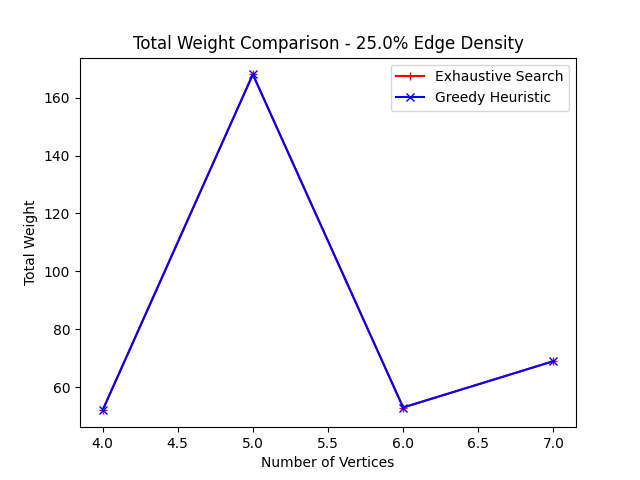 Total Weight Comparison - 25.0% Edge Density
Exhaustive Search
Greedy Heuristic
Total Weight
160
140
120
100
80
60
4.0 4.5 5.0 5.5 6.0 6.5 7.0
Number of Vertices